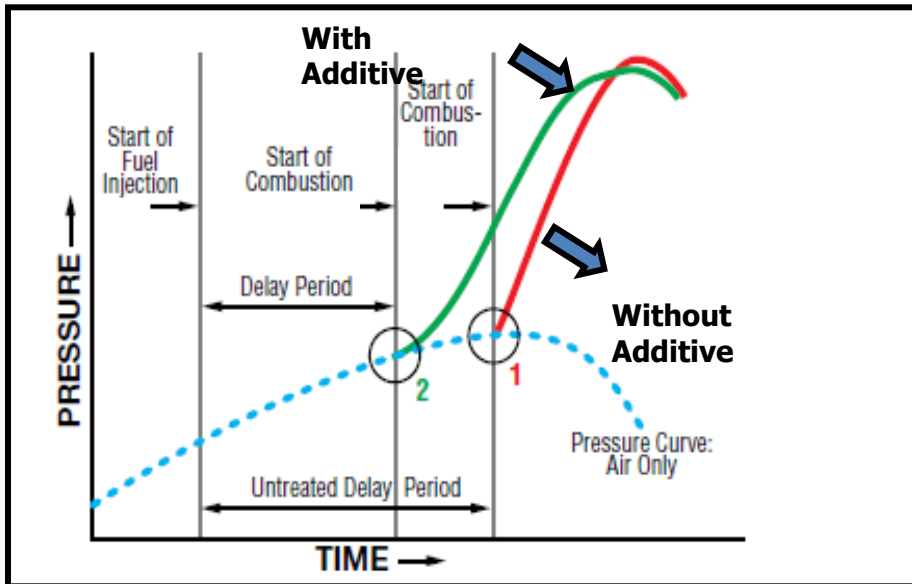 With
Additive
Start of
Combus-
tion
Start of
Fuel
Injection
Start of
Combustion
Delay Period
Without
Additive
2
1
Pressure Curve:
Air Only
Untreated Delay Period
PRESSURE
TIME